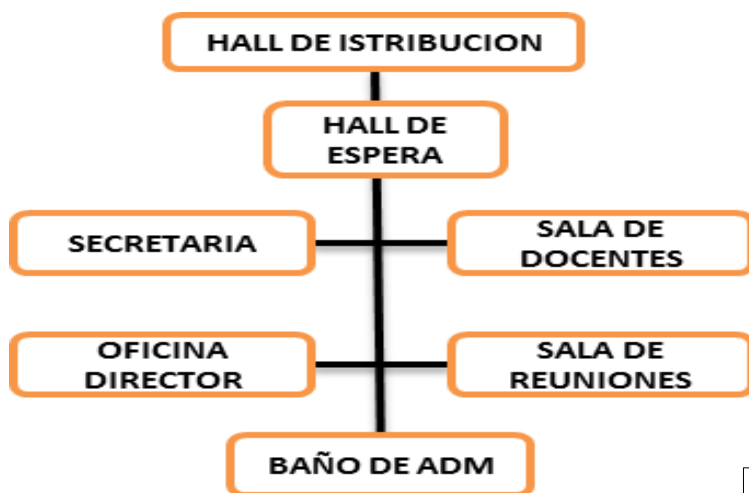 HALL DE ISTRIBUCION
HALL DE
ESPERA
SECRETARIA
SALA DE
DOCENTES
OFICINA
DIRECTOR
SALA DE
REUNIONES
BAÑO DE ADM